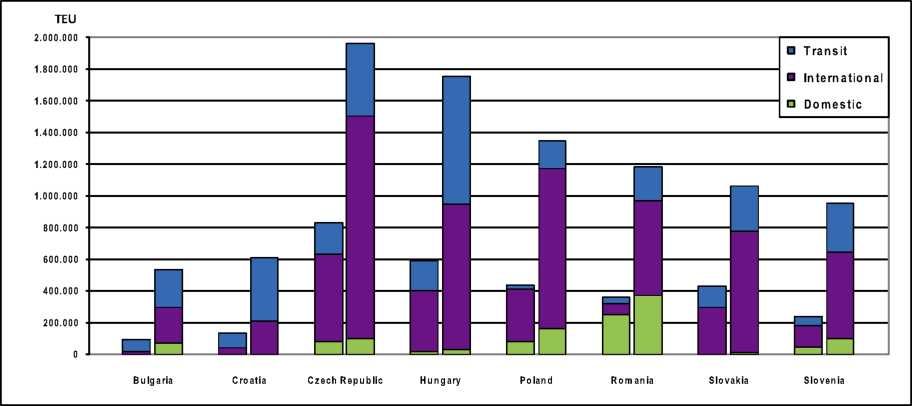 TEU
2.000.000
1.800.000
1.600.000
1.400.000
1.200.000
1.000.000
800.000
600.000
400.000
200.000
0
Transit
International
Domestic
Bulgaria Croatia Czech Republic Hungary Poland Romania Slovakia Slovenia